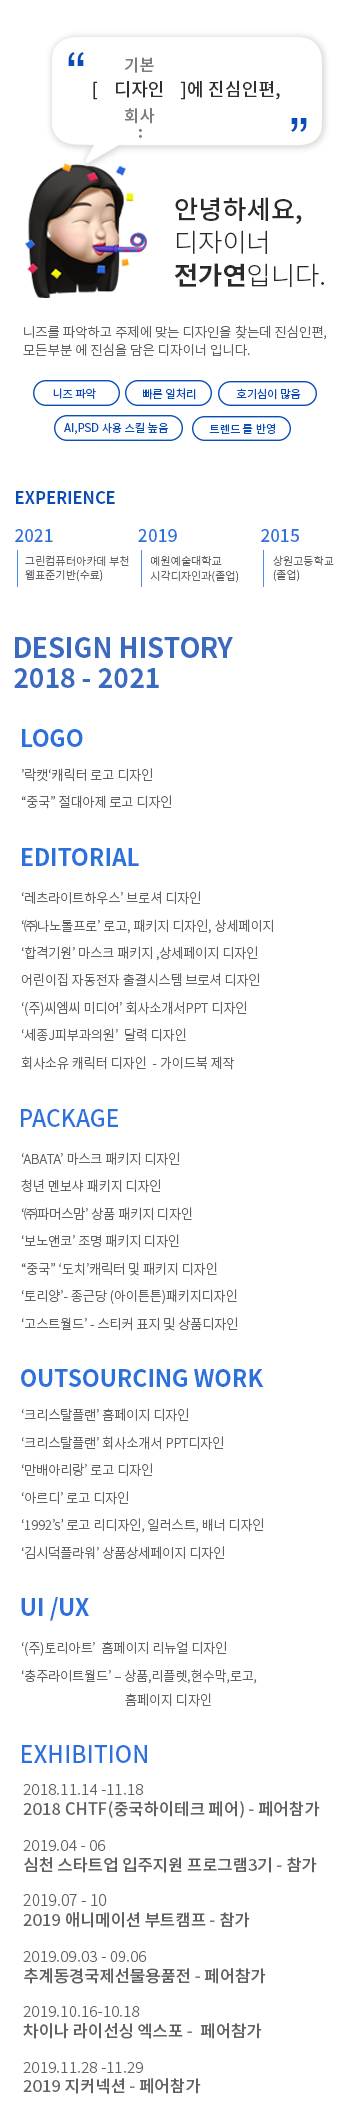 “
기본
[ 디자인 ]에 진심인편,
회사
:
”
안녕하세요,
디자이너
전가연입니다.
니즈를 파악하고 주제에 맞는 디자인을 찾는데 진심인편,
모든부분 에 진심을 담은 디자이너 입니다.
니즈 파악 빠른 일처리 호기심이 많음
AI,PSD 사용 스킬 높음 트렌드 를 반영
EXPERIENCE
2021 2019 2015
그린컴퓨터아카데 부천 예원예술대학교 상원고등학교
웹표준기반(수료) 시각디자인과(졸업) (졸업)
DESIGN HISTORY
2018 - 2021
LOGO
’락캣‘캐릭터 로고 디자인
“중국” 절대아제 로고 디자인
EDITORIAL
‘레츠라이트하우스’ 브로셔 디자인
‘㈜나노톨프로’ 로고, 패키지 디자인, 상세페이지
‘합격기원’ 마스크 패키지 ,상세페이지 디자인
어린이집 자동전자 출결시스템 브로셔 디자인
‘(주)씨엠씨 미디어’ 회사소개서PPT 디자인
‘세종J피부과의원’ 달력 디자인
회사소유 캐릭터 디자인 - 가이드북 제작
PACKAGE
‘ABATA’ 마스크 패키지 디자인
청년 멘보샤 패키지 디자인
‘㈜파머스맘’ 상품 패키지 디자인
‘보노앤코’ 조명 패키지 디자인
“중국” ‘도치’캐릭터 및 패키지 디자인
‘토리양’- 종근당 (아이튼튼)패키지디자인
‘고스트월드’ - 스티커 표지 및 상품디자인
OUTSOURCING WORK
‘크리스탈플랜’ 홈페이지 디자인
‘크리스탈플랜’ 회사소개서 PPT디자인
‘만배아리랑’ 로고 디자인
‘아르디’ 로고 디자인
‘1992’s’ 로고 리디자인, 일러스트, 배너 디자인
‘김시덕플라워’ 상품상세페이지 디자인
UI /UX
‘(주)토리아트’ 홈페이지 리뉴얼 디자인
‘충주라이트월드’ – 상품,리플렛,현수막,로고,
홈페이지 디자인
EXHIBITION
2018.11.14 -11.18
2018 CHTF(중국하이테크 페어) - 페어참가
2019.04 - 06
심천 스타트업 입주지원 프로그램3기 - 참가
2019.07 - 10
2019 애니메이션 부트캠프 - 참가
2019.09.03 - 09.06
추계동경국제선물용품전 - 페어참가
2019.10.16-10.18
차이나 라이선싱 엑스포 - 페어참가
2019.11.28 -11.29
2019 지커넥션 - 페어참가